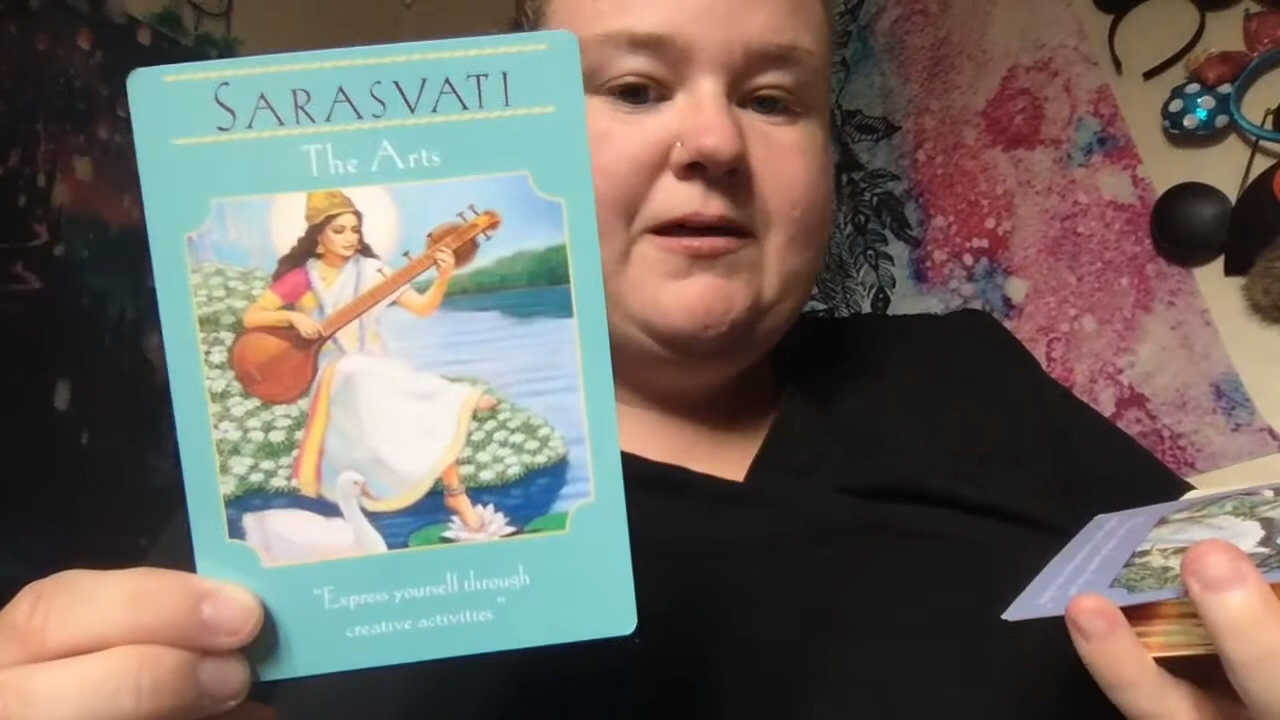 SARASVATI
The Arts
"Express yourself through
creative activities."